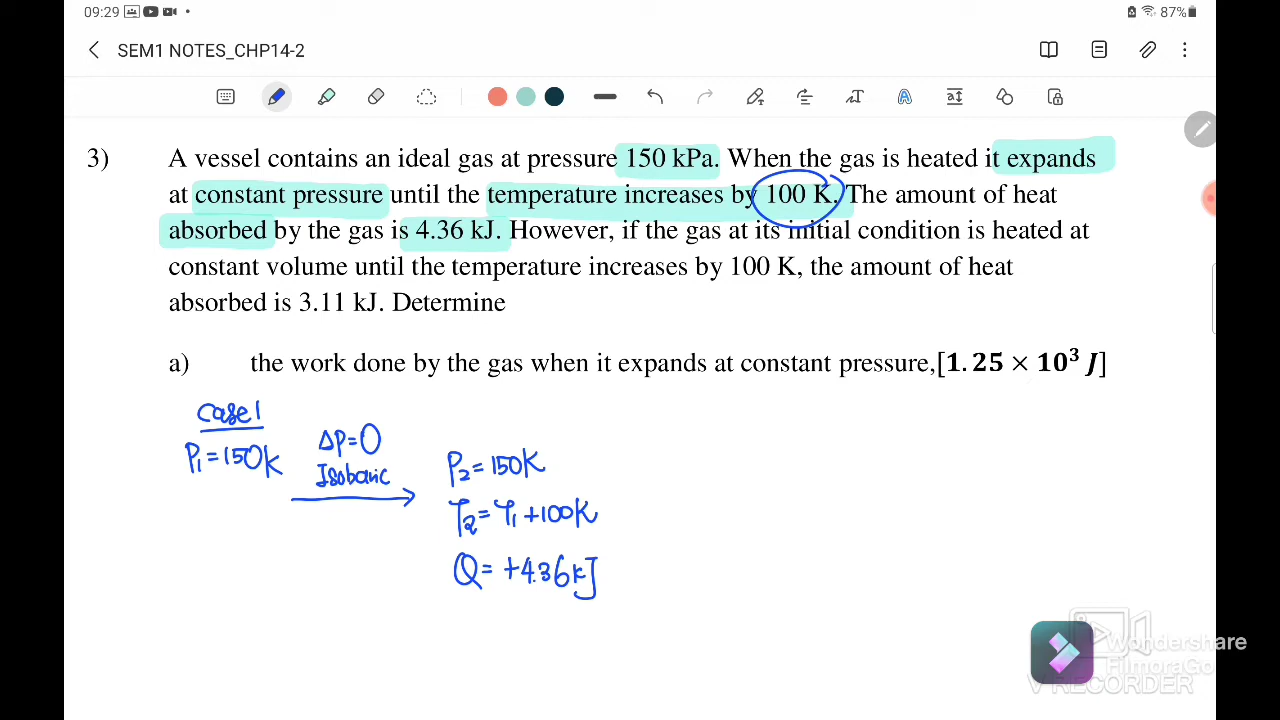 09:29
87%
SEM1 NOTES_CHP14-2
3) A vessel contains an ideal gas at pressure 150 kPa. When the gas is heated it expands
at constant pressure until the temperature increases by 100 K. The amount of heat
absorbed by the gas is 4.36 kJ. However, if the gas at its initial condition is heated at
constant volume until the temperature increases by 100 K, the amount of heat
absorbed is 3.11 kJ. Determine
a) the work done by the gas when it expands at constant pressure,[1.25 × 10³ J]
Case 1
P₁ = 150k
ΔP = 0
Isobaric
P₂ = 150k
T₂ = T₁ + 100K
Q = +4.36kJ
Wondershare
FilmoraGo
V RECORDER